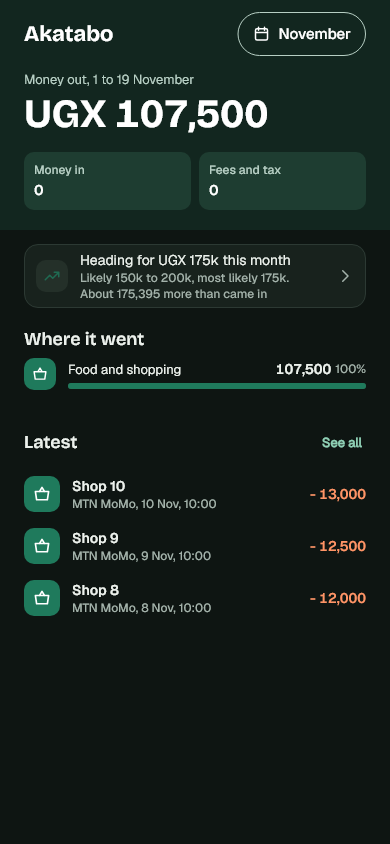 Akatabo
November
Money out, 1 to 19 November
UGX 107,500
Money in
0
Fees and tax
0
Heading for UGX 175k this month
Likely 150k to 200k, most likely 175k.
About 175,395 more than came in
Where it went
Food and shopping
107,500 100%
Latest
See all
Shop 10
MTN MoMo, 10 Nov, 10:00
- 13,000
Shop 9
MTN MoMo, 9 Nov, 10:00
- 12,500
Shop 8
MTN MoMo, 8 Nov, 10:00
- 12,000